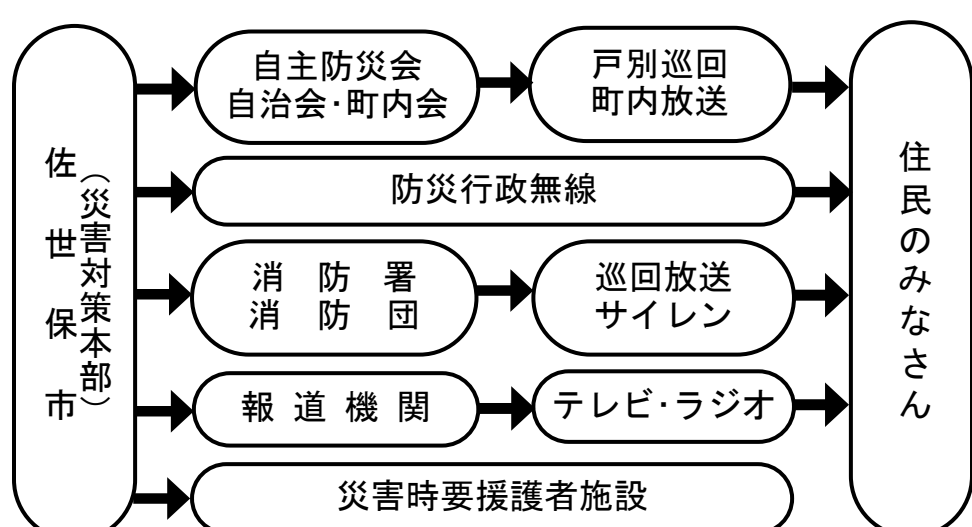 佐世保市
（災害対策本部）
自主防災会
自治会・町内会
戸別巡回
町内放送
防災行政無線
消防署
消防団
巡回放送
サイレン
報道機関
テレビ・ラジオ
災害時要援護者施設
住民のみなさん